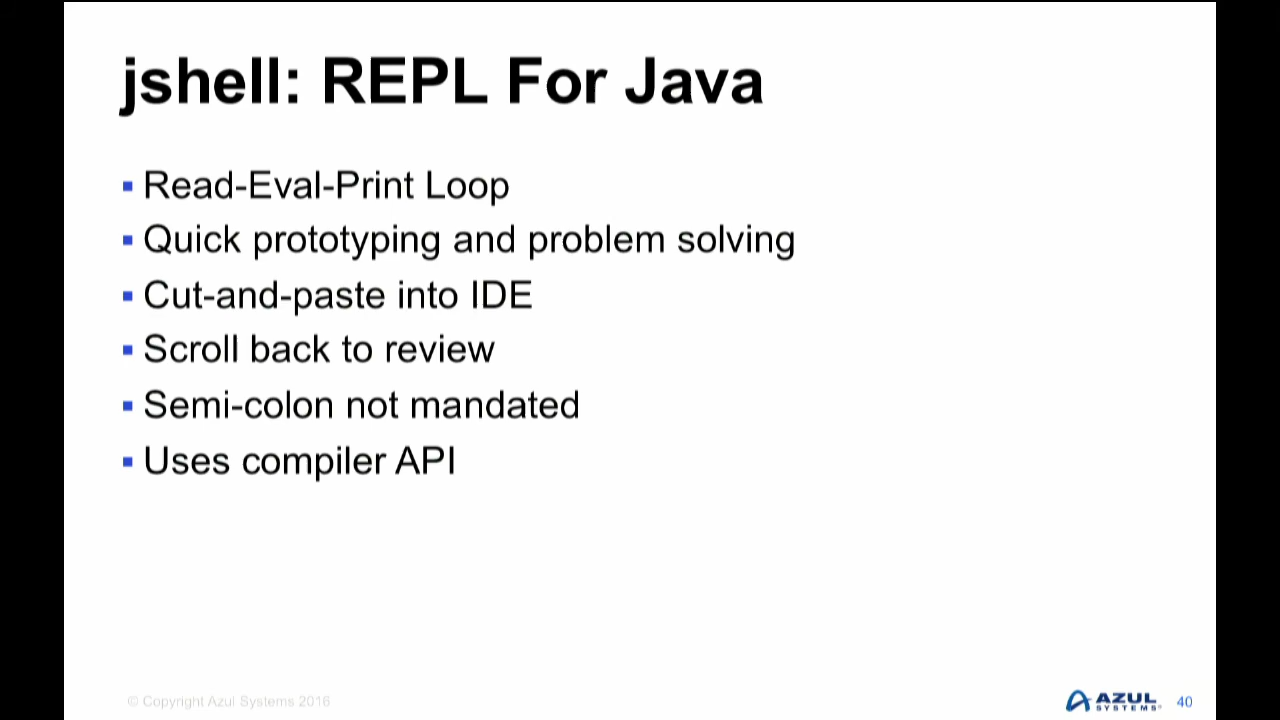 jshell: REPL For Java
Read-Eval-Print Loop
Quick prototyping and problem solving
Cut-and-paste into IDE
Scroll back to review
Semi-colon not mandated
Uses compiler API
© Copyright Azul Systems 2016
AZUL
SYSTEMS
40